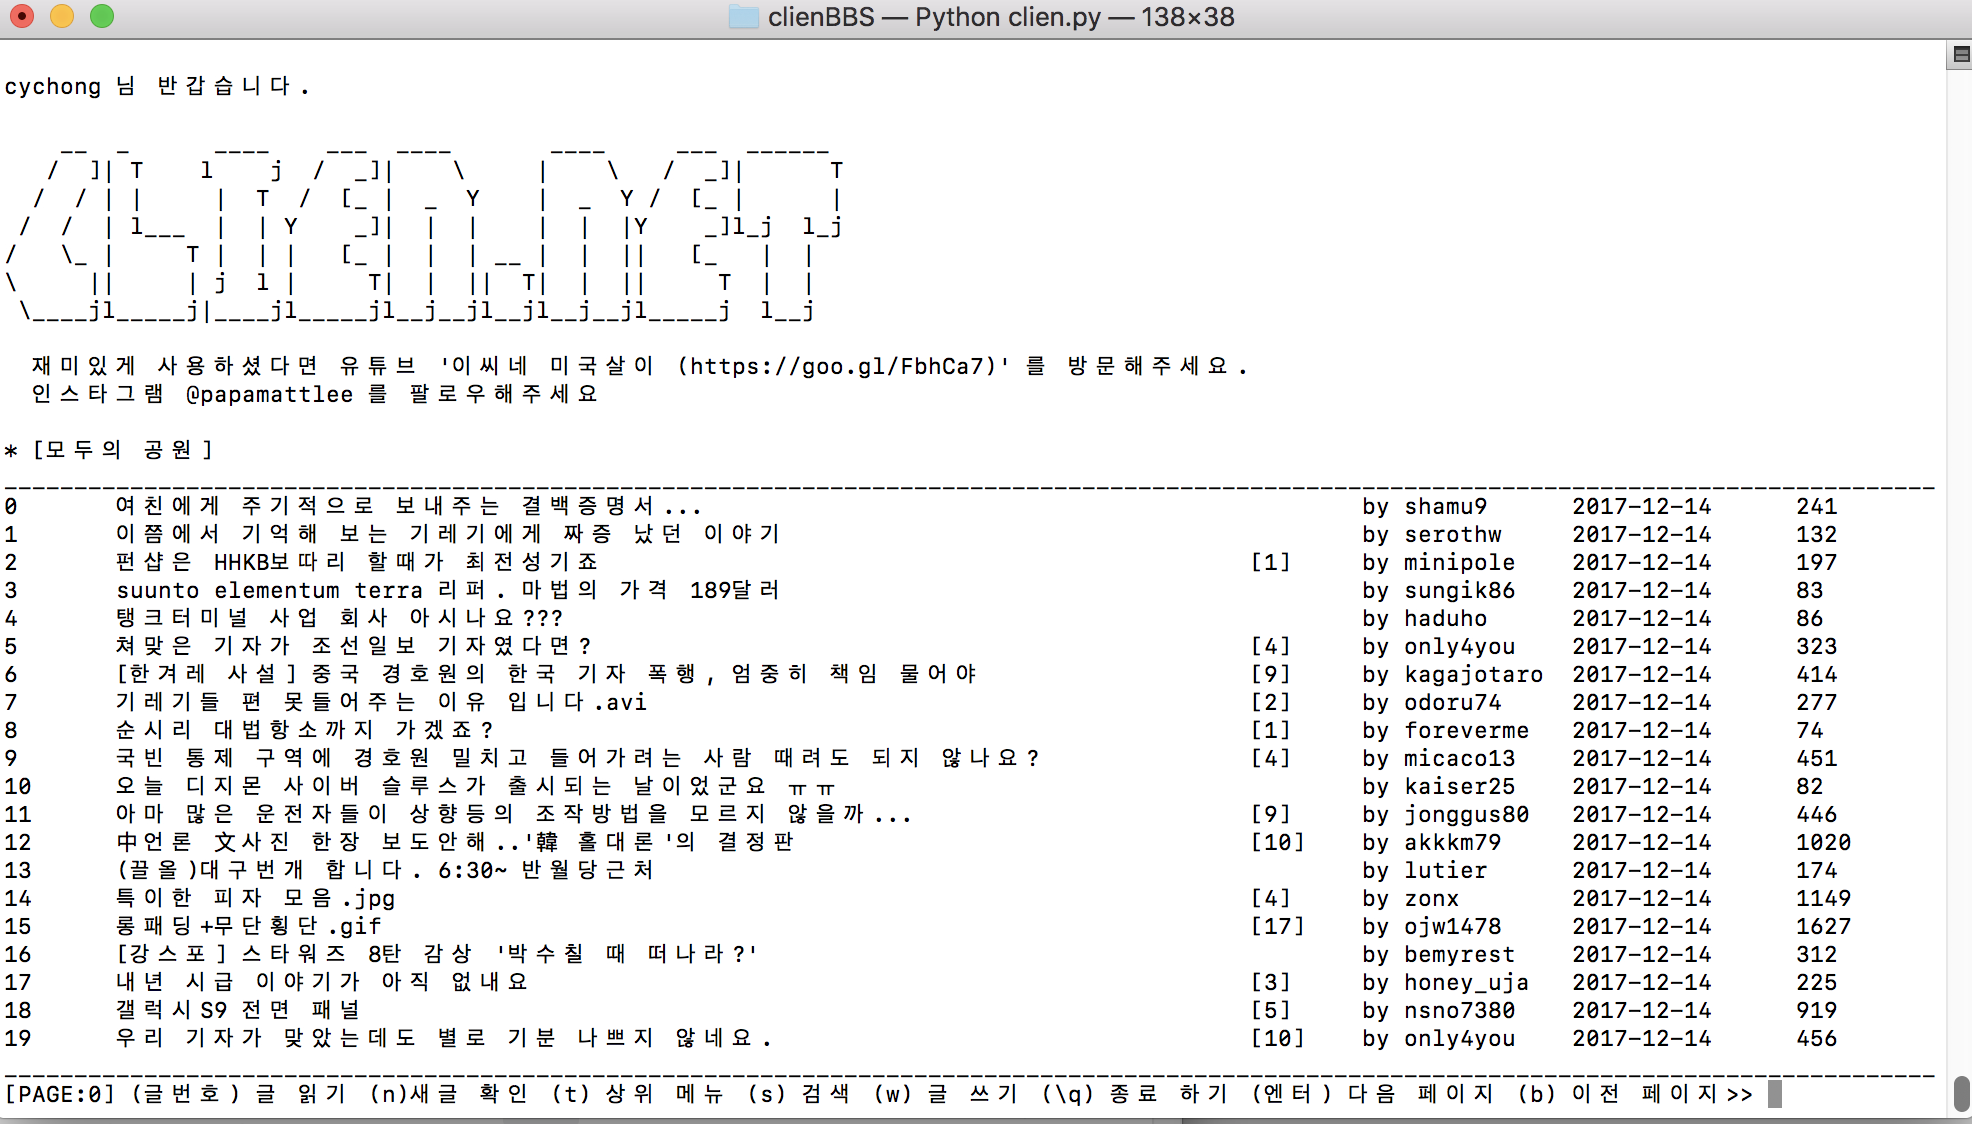 clienBBS — Python clien.py — 138×38
cychong 님 반갑습니다.
    __  _      ____    ___  ____       ____     ___  ______
   /  ]| T    l    j  /  _]|    \     |    \   /  _]|      T
  /  / | |     |  T  /  [_ |  _  Y    |  _  Y /  [_ |      |
 /  /  | l___  |  | Y    _]|  |  |    |  |  |Y    _]l_j  l_j
/   \_ |     T |  | |   [_ |  |  | __ |  |  ||   [_   |  |
\     ||     | j  l |     T|  |  ||  T|  |  ||     T  |  |
 \____jl_____j|____jl_____jl__j__jl__jl__j__jl_____j  l__j
재미있게 사용하셨다면 유튜브 '이씨네 미국살이 (https://goo.gl/FbhCa7)' 를 방문해주세요.
인스타그램 @papamattlee 를 팔로우해주세요
* [모두의 공원]
0 여친에게 주기적으로 보내주는 결백증명서... by shamu9 2017-12-14 241
1 이쯤에서 기억해 보는 기레기에게 짜증 났던 이야기 by serothw 2017-12-14 132
2 펀샵은 HHKB보따리 할때가 최전성기죠 [1] by minipole 2017-12-14 197
3 suunto elementum terra 리퍼. 마법의 가격 189달러 by sungik86 2017-12-14 83
4 탱크터미널 사업 회사 아시나요??? by haduho 2017-12-14 86
5 쳐맞은 기자가 조선일보 기자였다면? [4] by only4you 2017-12-14 323
6 [한겨레 사설] 중국 경호원의 한국 기자 폭행, 엄중히 책임 물어야 [9] by kagajotaro 2017-12-14 414
7 기레기들 편 못들어주는 이유 입니다.avi [2] by odoru74 2017-12-14 277
8 순시리 대법항소까지 가겠죠? [1] by foreverme 2017-12-14 74
9 국빈 통제 구역에 경호원 밀치고 들어가려는 사람 때려도 되지 않나요? [4] by micaco13 2017-12-14 451
10 오늘 디지몬 사이버 슬루스가 출시되는 날이었군요 ㅠㅠ by kaiser25 2017-12-14 82
11 아마 많은 운전자들이 상향등의 조작방법을 모르지 않을까... [9] by jonggus80 2017-12-14 446
12 中언론 文사진 한장 보도안해..'韓 홀대론'의 결정판 [10] by akkkm79 2017-12-14 1020
13 (끌올)대구번개 합니다. 6:30~ 반월당근처 by lutier 2017-12-14 174
14 특이한 피자 모음.jpg [4] by zonx 2017-12-14 1149
15 롱패딩+무단횡단.gif [17] by ojw1478 2017-12-14 1627
16 [강스포] 스타워즈 8탄 감상 '박수칠 때 떠나라?' by bemyrest 2017-12-14 312
17 내년 시급 이야기가 아직 없내요 [3] by honey_uja 2017-12-14 225
18 갤럭시S9 전면 패널 [5] by nsno7380 2017-12-14 919
19 우리 기자가 맞았는데도 별로 기분 나쁘지 않네요. [10] by only4you 2017-12-14 456
[PAGE:0] (글번호) 글 읽기 (n)새글 확인 (t) 상위 메뉴 (s) 검색 (w) 글 쓰기 (\q) 종료 하기 (엔터) 다음 페이지 (b) 이전 페이지>>